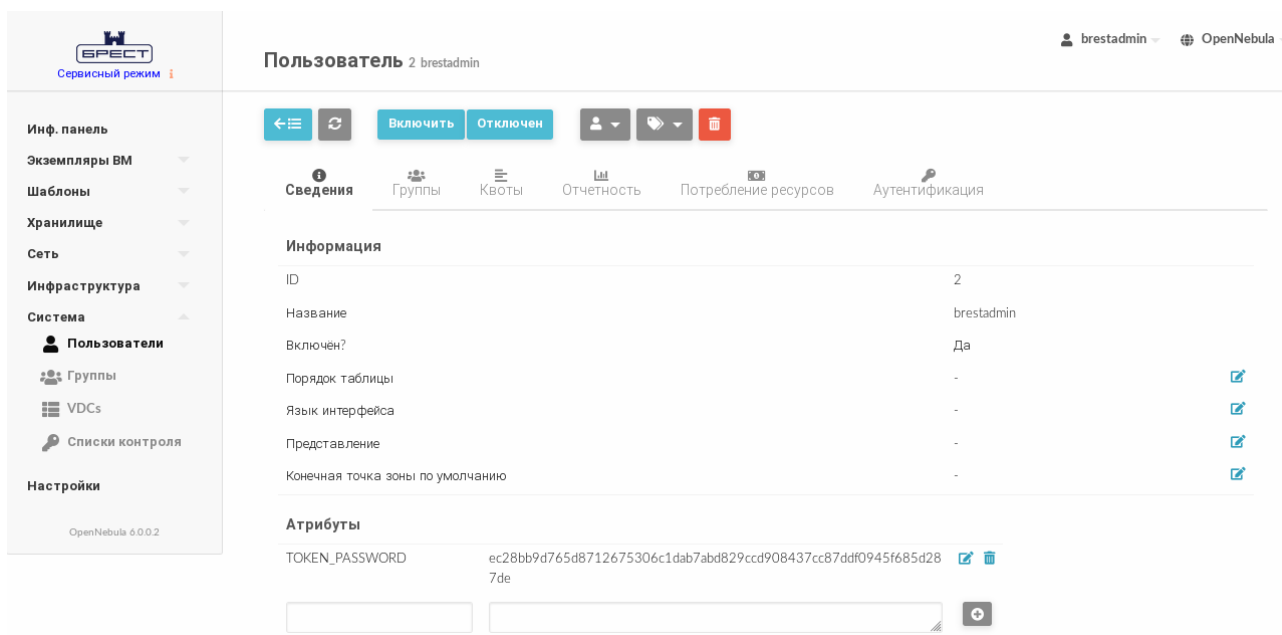 БРЕСТ
Сервисный режим i
brestadmin
OpenNebula
Пользователь 2 brestadmin
Включить
Отключен
Инф. панель
Экземпляры ВМ
Шаблоны
Хранилище
Сеть
Инфраструктура
Система
Пользователи
Группы
VDCs
Списки контроля
Настройки
OpenNebula 6.0.0.2
Сведения
Группы
Квоты
Отчетность
Потребление ресурсов
Аутентификация
Информация
ID 2
Название brestadmin
Включён? Да
Порядок таблицы -
Язык интерфейса -
Представление -
Конечная точка зоны по умолчанию -
Атрибуты
TOKEN_PASSWORD ec28bb9d765d8712675306c1dab7abd829ccd908437cc87ddf0945f685d28
7de